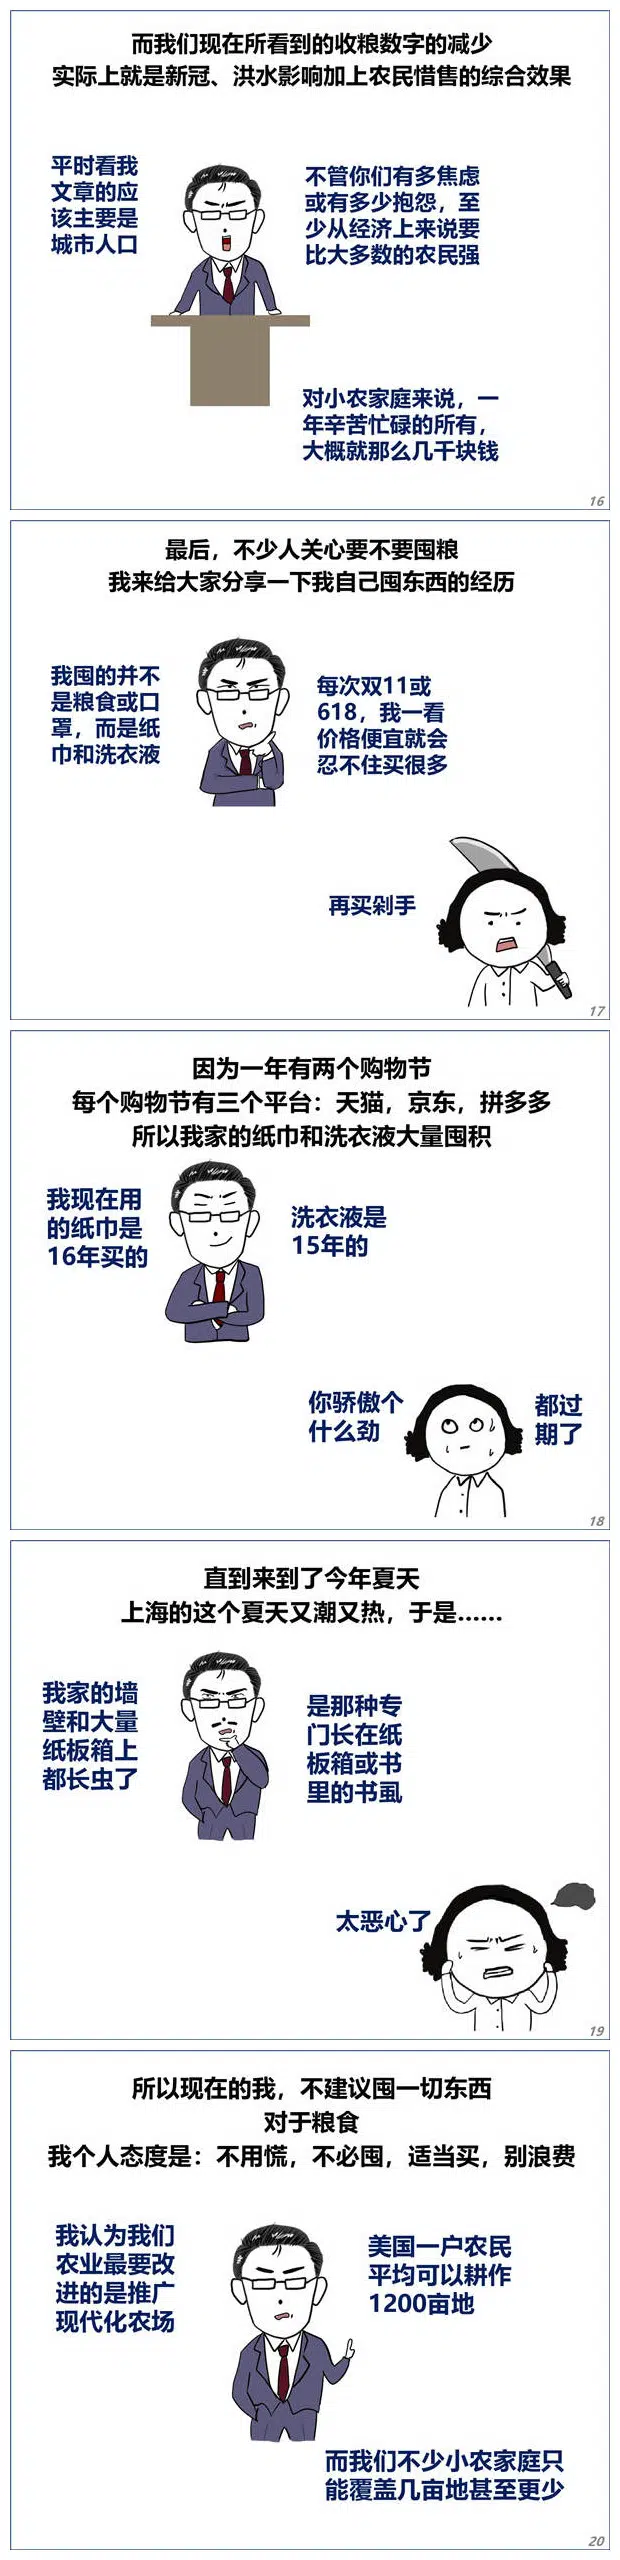 而我们现在所看到的收粮数字的减少
实际上就是新冠、洪水影响加上农民惜售的综合效果
平时看我
文章的应
该主要是
城市人口
不管你们有多焦虑
或有多少抱怨，至
少从经济上来说要
比大多数的农民强
对小农家庭来说，一
年辛苦忙碌的所有，
大概就那么几千块钱
16
最后，不少人关心要不要囤粮
我来给大家分享一下我自己囤东西的经历
我囤的并不
是粮食或口
罩，而是纸
巾和洗衣液
每次双11或
618，我一看
价格便宜就会
忍不住买很多
再买剁手
17
因为一年有两个购物节
每个购物节有三个平台：天猫，京东，拼多多
所以我家的纸巾和洗衣液大量囤积
我现在用
的纸巾是
16年买的
洗衣液是
15年的
你骄傲个
什么劲
都过
期了
18
直到来到了今年夏天
上海的这个夏天又潮又热，于是……
我家的墙
壁和大量
纸板箱上
都长虫了
是那种专
门长在纸
板箱或书
里的书虱
太恶心了
19
所以现在的我，不建议囤一切东西
对于粮食
我个人态度是：不用慌，不必囤，适当买，别浪费
我认为我们
农业最要改
进的是推广
现代化农场
美国一户农民
平均可以耕作
1200亩地
而我们不少小农家庭只
能覆盖几亩地甚至更少
20